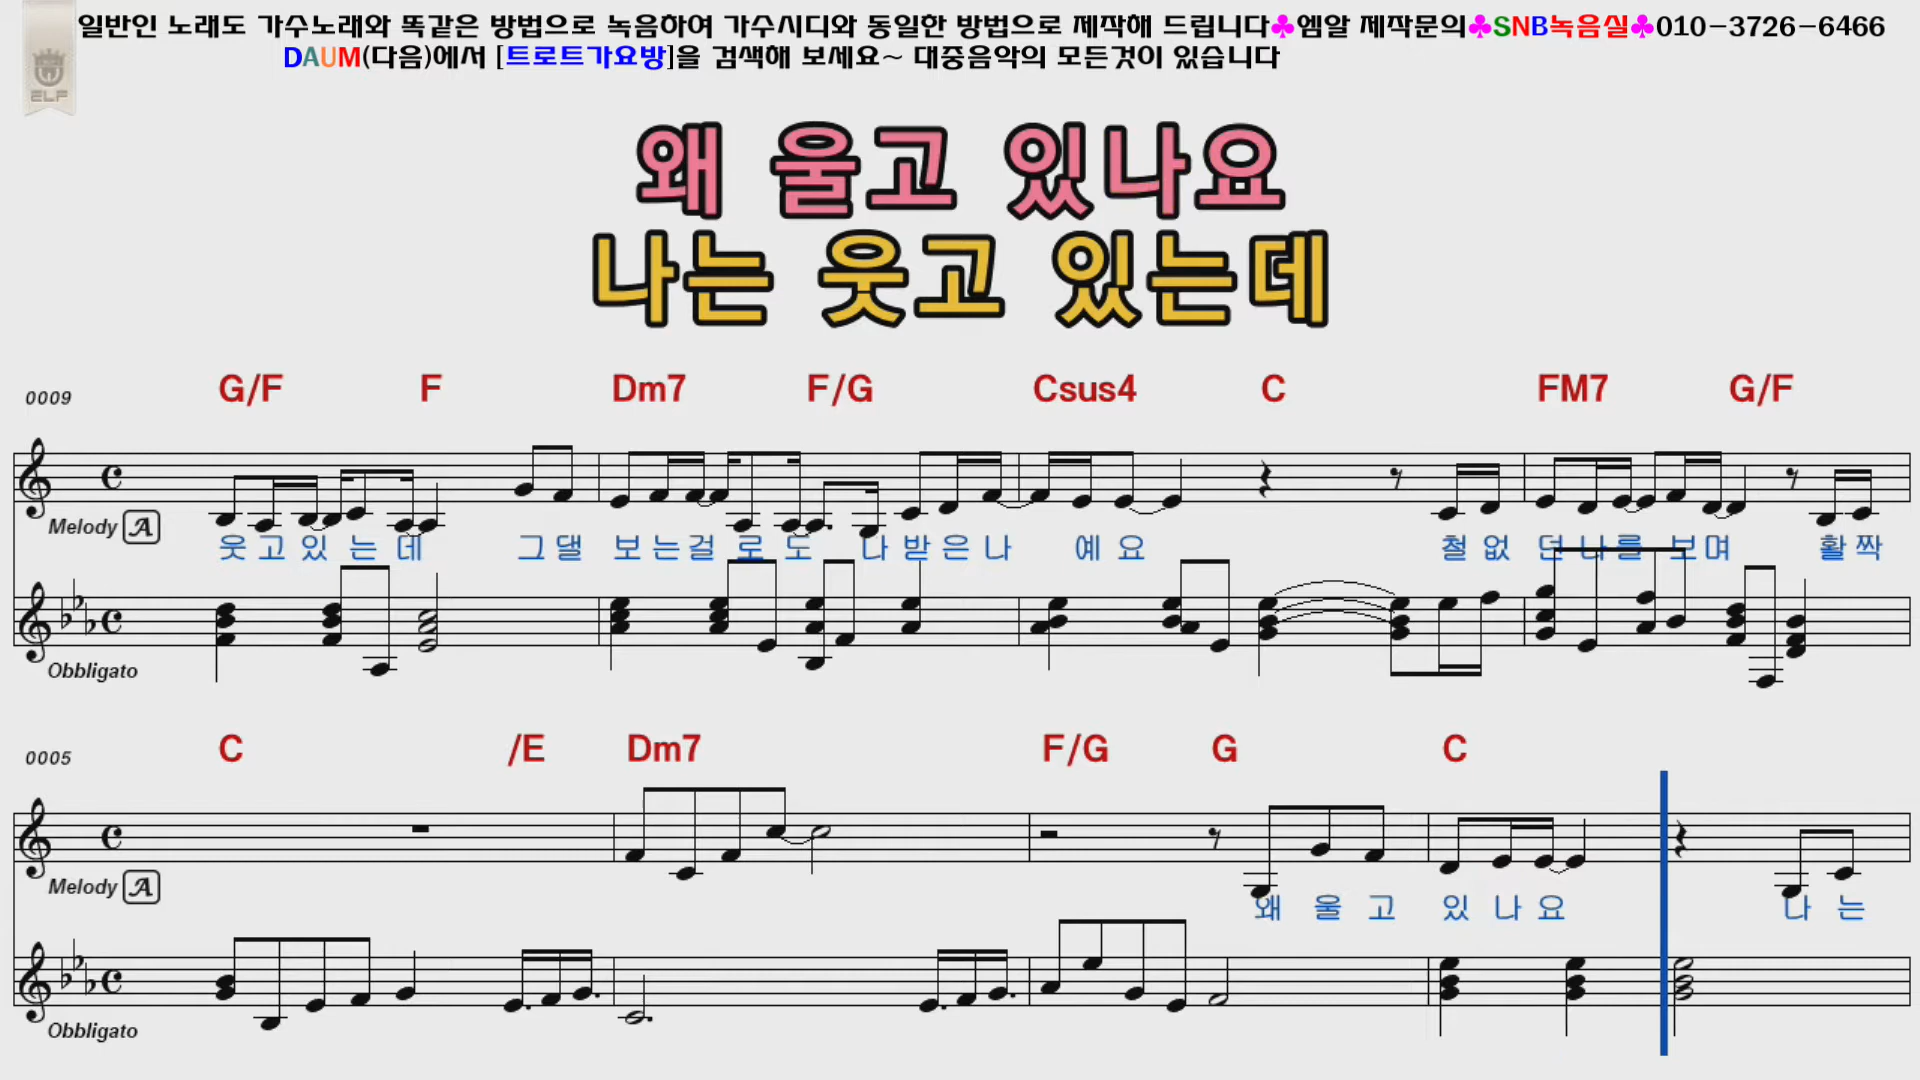 일반인 노래도 가수노래와 똑같은 방법으로 녹음하여 가수시디와 동일한 방법으로 제작해 드립니다♣엠알 제작문의♣SNB녹음실♣010-3726-6466
DAUM(다음)에서 [트로트가요방]을 검색해 보세요~ 대중음악의 모든것이 있습니다
ELF
왜 울고 있나요
나는 웃고 있는데
0009 G/F F Dm7 F/G Csus4 C FM7 G/F
Melody A
웃 고 있 는 데 그 댈 보 는 걸 로 도 나 받 은 나 예 요 철 없 던 나 를 보 며 활 짝
Obbligato
0005 C /E Dm7 F/G G C
Melody A
왜 울 고 있 나 요 나 는
Obbligato